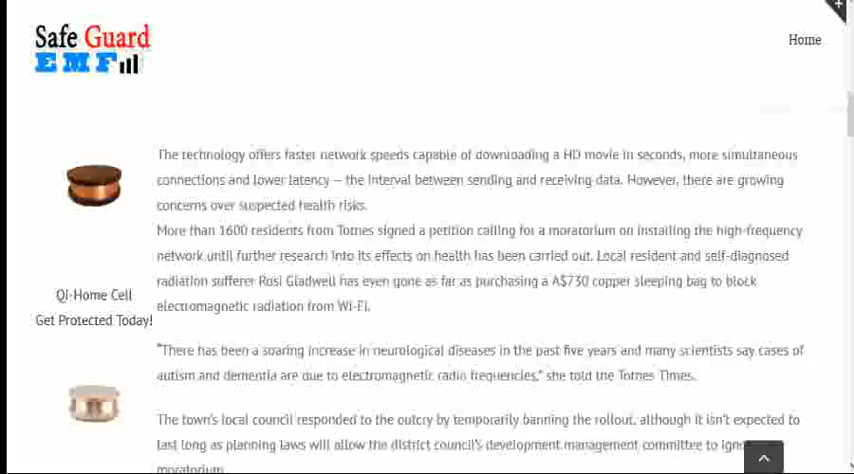 Safe Guard
EMF
Home
The technology offers faster network speeds capable of downloading a HD movie in seconds, more simultaneous
connections and lower latency – the interval between sending and receiving data. However, there are growing
concerns over suspected health risks.
More than 1600 residents from Totnes signed a petition calling for a moratorium on installing the high-frequency
network until further research into its effects on health has been carried out. Local resident and self-diagnosed
radiation sufferer Rosi Gladwell has even gone as far as purchasing a A$730 copper sleeping bag to block
electromagnetic radiation from Wi-Fi.
Qi-Home Cell
Get Protected Today!
"There has been a soaring increase in neurological diseases in the past five years and many scientists say cases of
autism and dementia are due to electromagnetic radio frequencies," she told the Totnes Times.
The town's local council responded to the outcry by temporarily banning the rollout, although it isn't expected to
last long as planning laws will allow the district council's development management committee to
moratorium